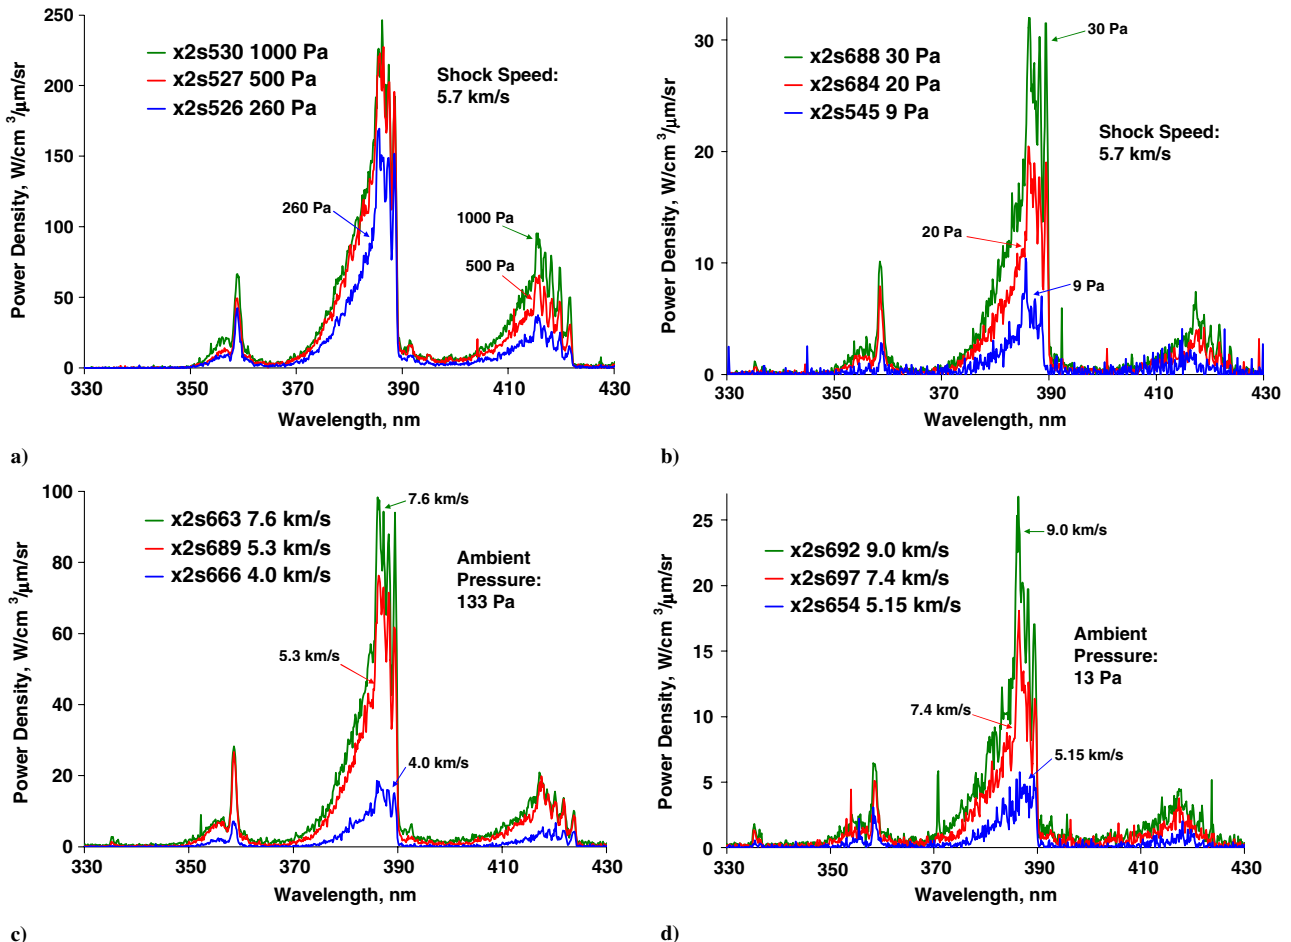 Power Density, W/cm ³/μm/sr
250
200
150
100
50
0
x2s530 1000 Pa
x2s527 500 Pa
x2s526 260 Pa
Shock Speed:
5.7 km/s
260 Pa
1000 Pa
500 Pa
330
350
370
390
410
430
Wavelength, nm
a)
Power Density, W/cm ³/μm/sr
30
20
10
0
x2s688 30 Pa
x2s684 20 Pa
x2s545 9 Pa
30 Pa
Shock Speed:
5.7 km/s
20 Pa
9 Pa
330
350
370
390
410
430
Wavelength, nm
b)
Power Density, W/cm ³/μm/sr
100
80
60
40
20
0
x2s663 7.6 km/s
x2s689 5.3 km/s
x2s666 4.0 km/s
7.6 km/s
Ambient
Pressure:
133 Pa
5.3 km/s
4.0 km/s
330
350
370
390
410
430
Wavelength, nm
c)
Power Density, W/cm ³/μm/sr
25
20
15
10
5
0
x2s692 9.0 km/s
x2s697 7.4 km/s
x2s654 5.15 km/s
9.0 km/s
Ambient
Pressure:
13 Pa
7.4 km/s
5.15 km/s
330
350
370
390
410
430
Wavelength, nm
d)